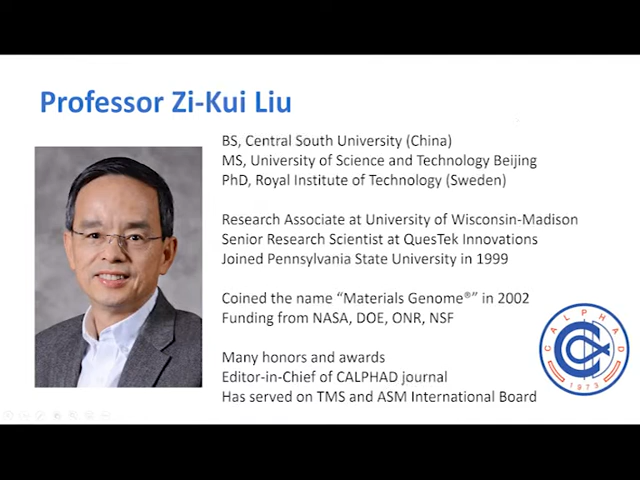 Professor Zi-Kui Liu
BS, Central South University (China)
MS, University of Science and Technology Beijing
PhD, Royal Institute of Technology (Sweden)
Research Associate at University of Wisconsin-Madison
Senior Research Scientist at QuesTek Innovations
Joined Pennsylvania State University in 1999
Coined the name “Materials Genome®” in 2002
Funding from NASA, DOE, ONR, NSF
Many honors and awards
Editor-in-Chief of CALPHAD journal
Has served on TMS and ASM International Board
CALPHAD
1973